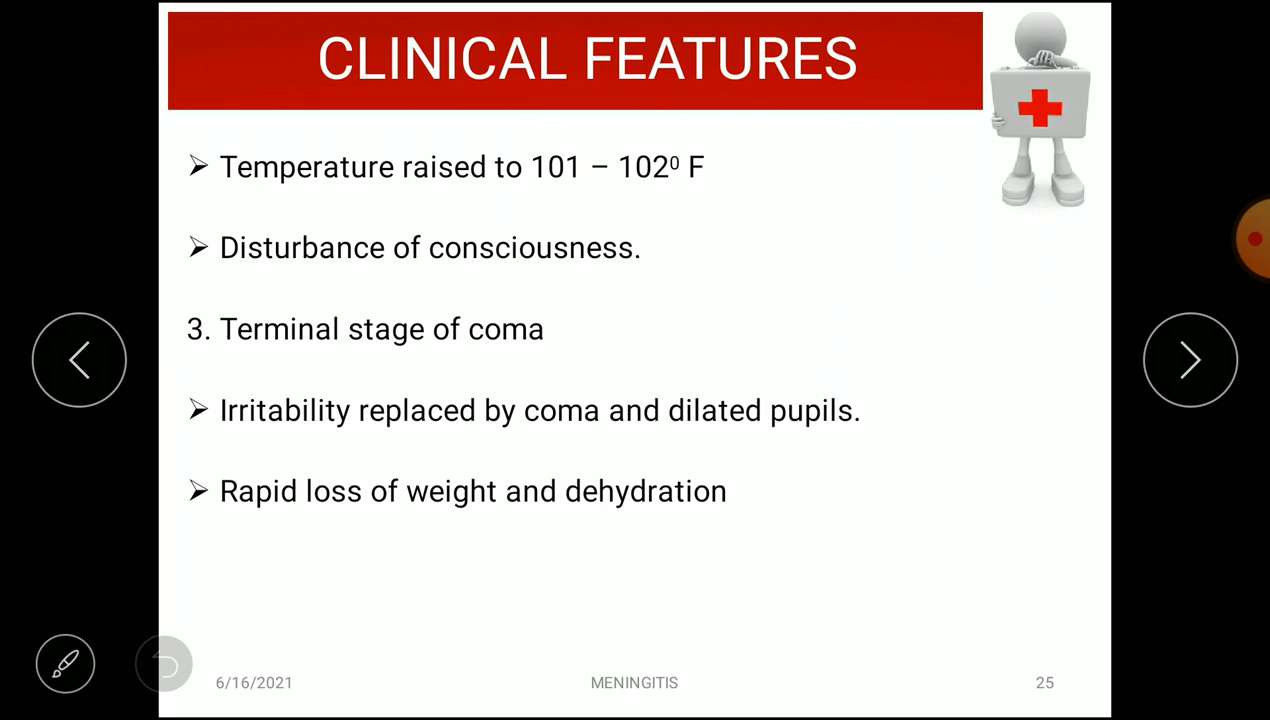 CLINICAL FEATURES
➢ Temperature raised to 101 – 102⁰ F
➢ Disturbance of consciousness.
3. Terminal stage of coma
➢ Irritability replaced by coma and dilated pupils.
➢ Rapid loss of weight and dehydration
6/16/2021
MENINGITIS
25